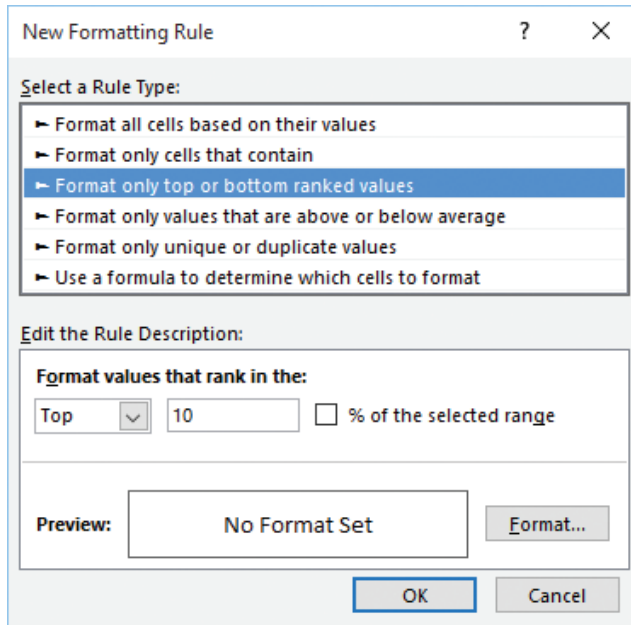 New Formatting Rule ? ×
Select a Rule Type:
► Format all cells based on their values
► Format only cells that contain
► Format only top or bottom ranked values
► Format only values that are above or below average
► Format only unique or duplicate values
► Use a formula to determine which cells to format
Edit the Rule Description:
Format values that rank in the:
Top 10 % of the selected range
Preview: No Format Set Format...
OK Cancel